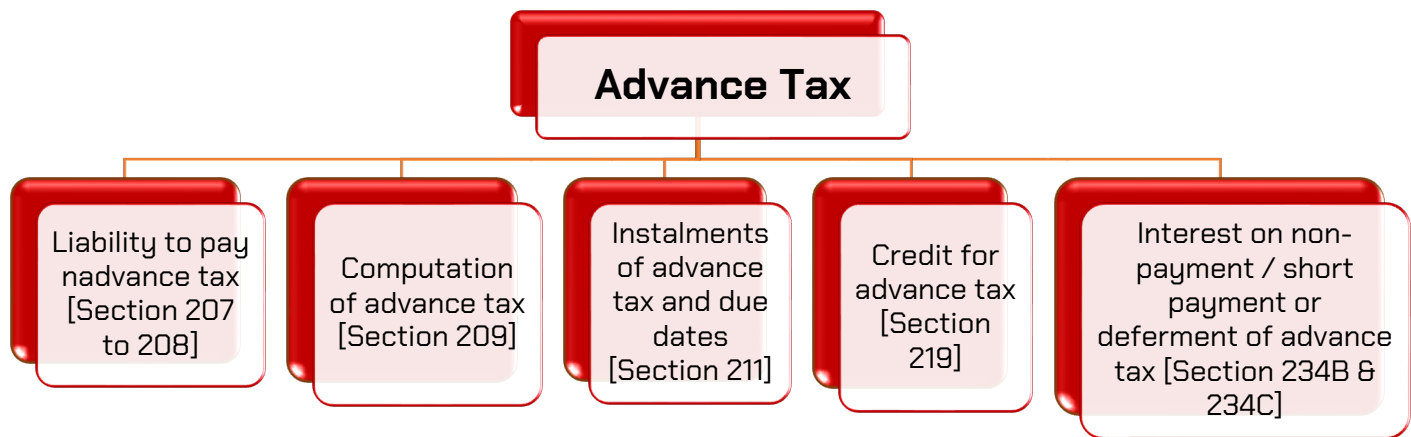 Advance Tax
Liability to pay
nadvance tax
[Section 207
to 208]
Computation
of advance tax
[Section 209]
Instalments
of advance
tax and due
dates
[Section 211]
Credit for
advance tax
[Section
219]
Interest on non-
payment / short
payment or
deferment of advance
tax [Section 234B &
234C]